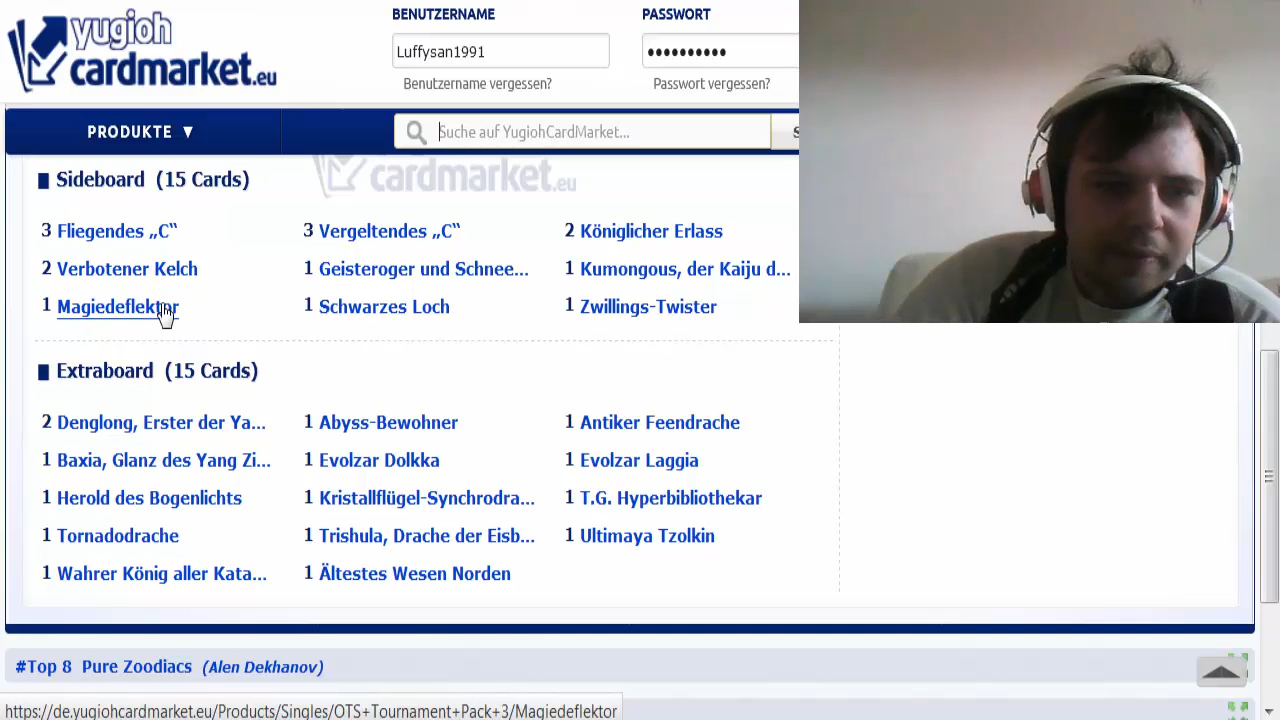 yugioh
cardmarket.eu
BENUTZERNAME
PASSWORT
Luffysan1991
••••••••••
Benutzername vergessen?
Passwort vergessen?
PRODUKTE ▼
Suche auf YugiohCardMarket...
S
cardmarket.eu
Sideboard (15 Cards)
3 Fliegendes „C“
3 Vergeltendes „C“
2 Königlicher Erlass
2 Verbotener Kelch
1 Geisteroger und Schnee...
1 Kumongous, der Kaiju d...
1 Magiedeflektor
1 Schwarzes Loch
1 Zwillings-Twister
Extraboard (15 Cards)
2 Denglong, Erster der Ya...
1 Abyss-Bewohner
1 Antiker Feendrache
1 Baxia, Glanz des Yang Zi...
1 Evolzar Dolkka
1 Evolzar Laggia
1 Herold des Bogenlichts
1 Kristallflügel-Synchrodra...
1 T.G. Hyperbibliothekar
1 Tornadodrache
1 Trishula, Drache der Eisb...
1 Ultimaya Tzolkin
1 Wahrer König aller Kata...
1 Ältestes Wesen Norden
#Top 8 Pure Zoodiacs (Alen Dekhanov)
https://de.yugiohcardmarket.eu/Products/Singles/OTS+Tournament+Pack+3/Magiedeflektor